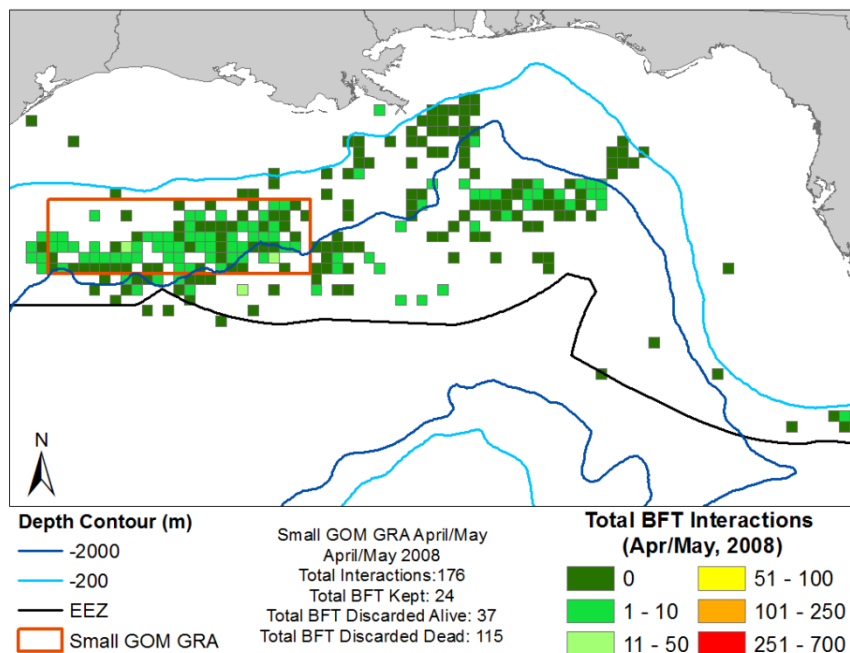 N
Depth Contour (m)
-2000
-200
EEZ
Small GOM GRA
Small GOM GRA April/May
April/May 2008
Total Interactions:176
Total BFT Kept: 24
Total BFT Discarded Alive: 37
Total BFT Discarded Dead: 115
Total BFT Interactions
(Apr/May, 2008)
0
1 - 10
11 - 50
51 - 100
101 - 250
251 - 700